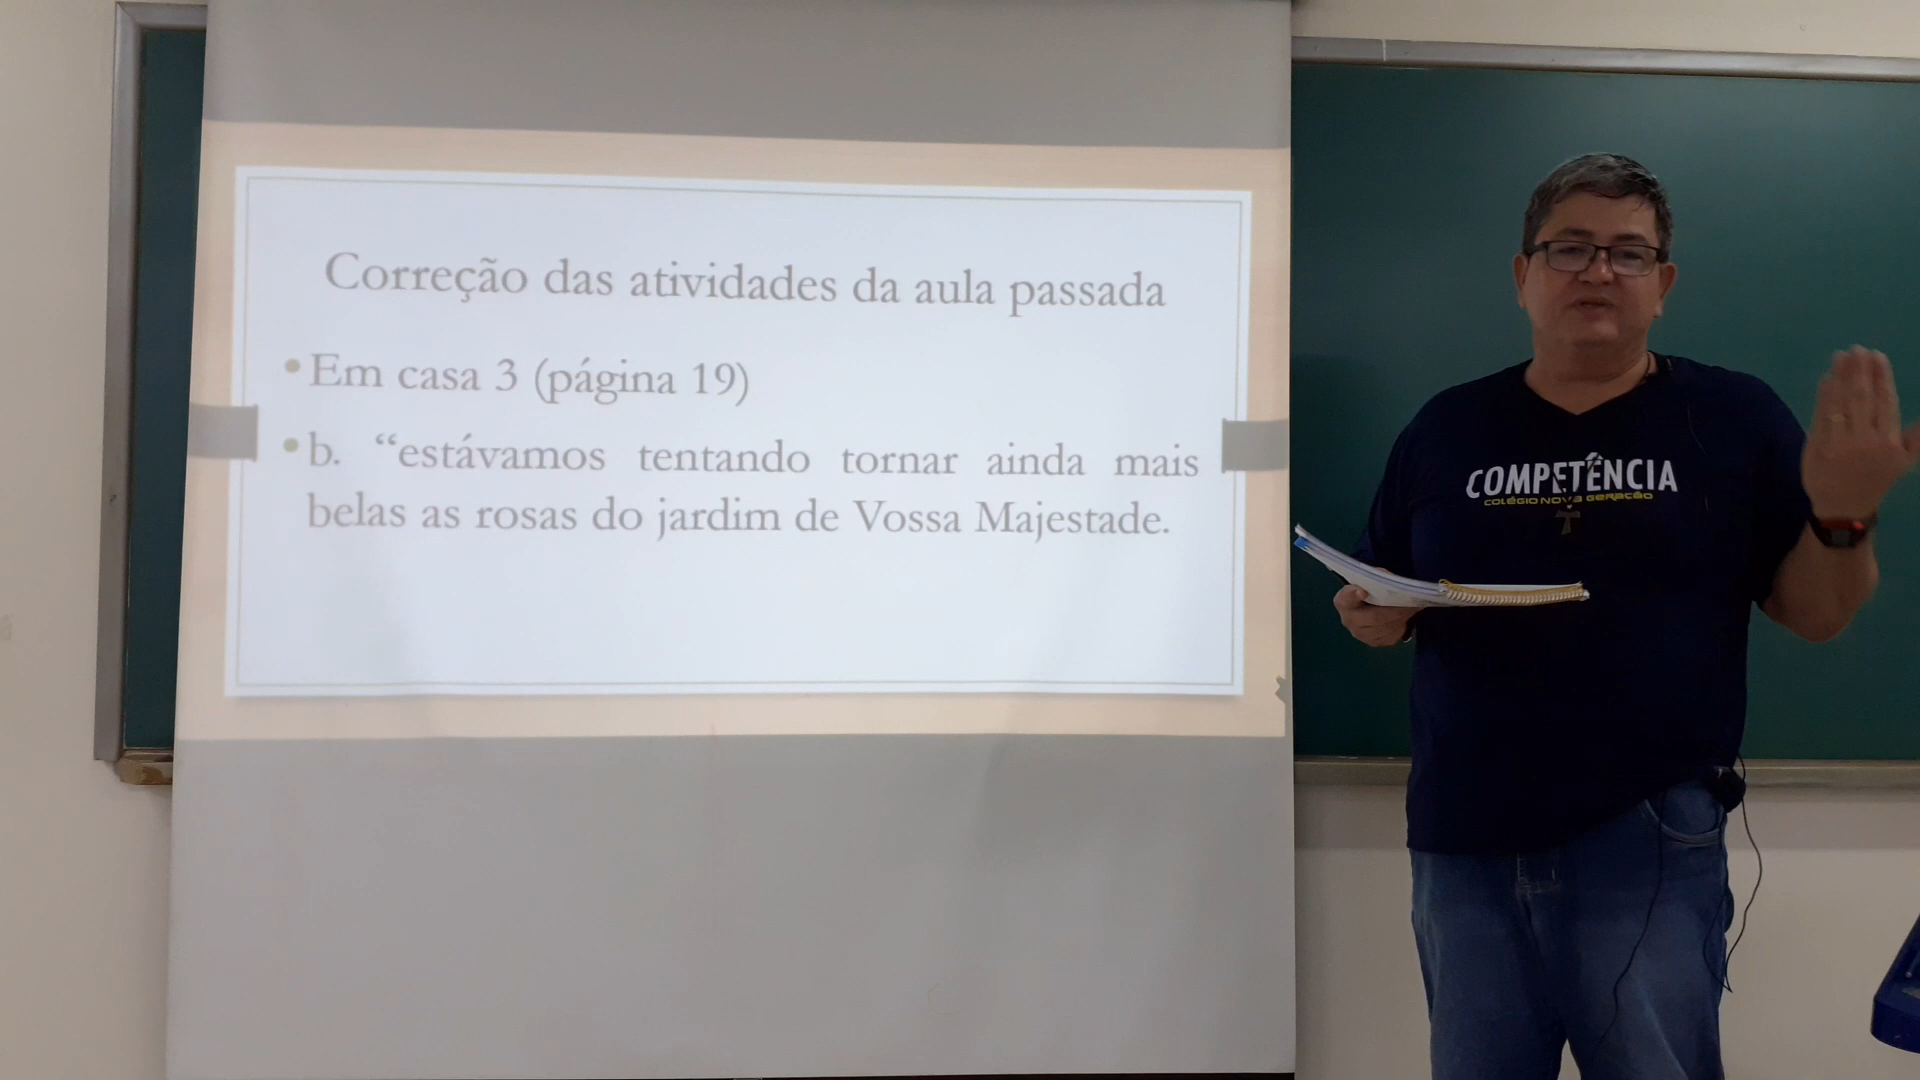 Correção das atividades da aula passada
•Em casa 3 (página 19)
•b. “estávamos tentando tornar ainda mais
belas as rosas do jardim de Vossa Majestade.
COMPETÊNCIA
COLÉGIO NOVA GERAÇÃO